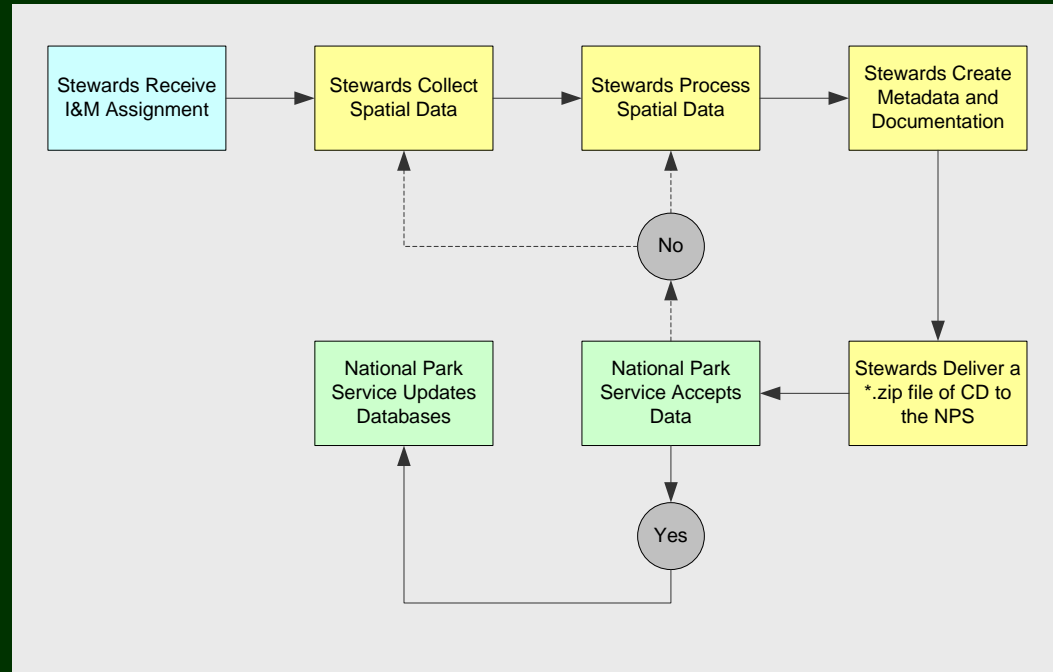 Stewards Receive
I&M Assignment
Stewards Collect
Spatial Data
Stewards Process
Spatial Data
Stewards Create
Metadata and
Documentation
No
National Park
Service Updates
Databases
National Park
Service Accepts
Data
Stewards Deliver a
*.zip file of CD to
the NPS
Yes